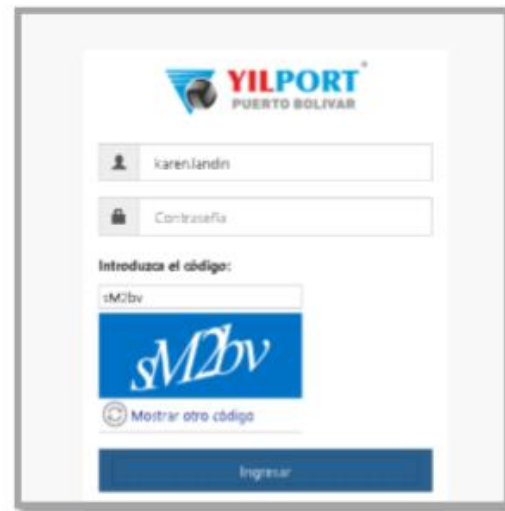 YILPORT
PUERTO BOLIVAR
karen.landin
Contraseña
Introduzca el código:
sM2bv
sM2bv
Mostrar otro código
Ingresar